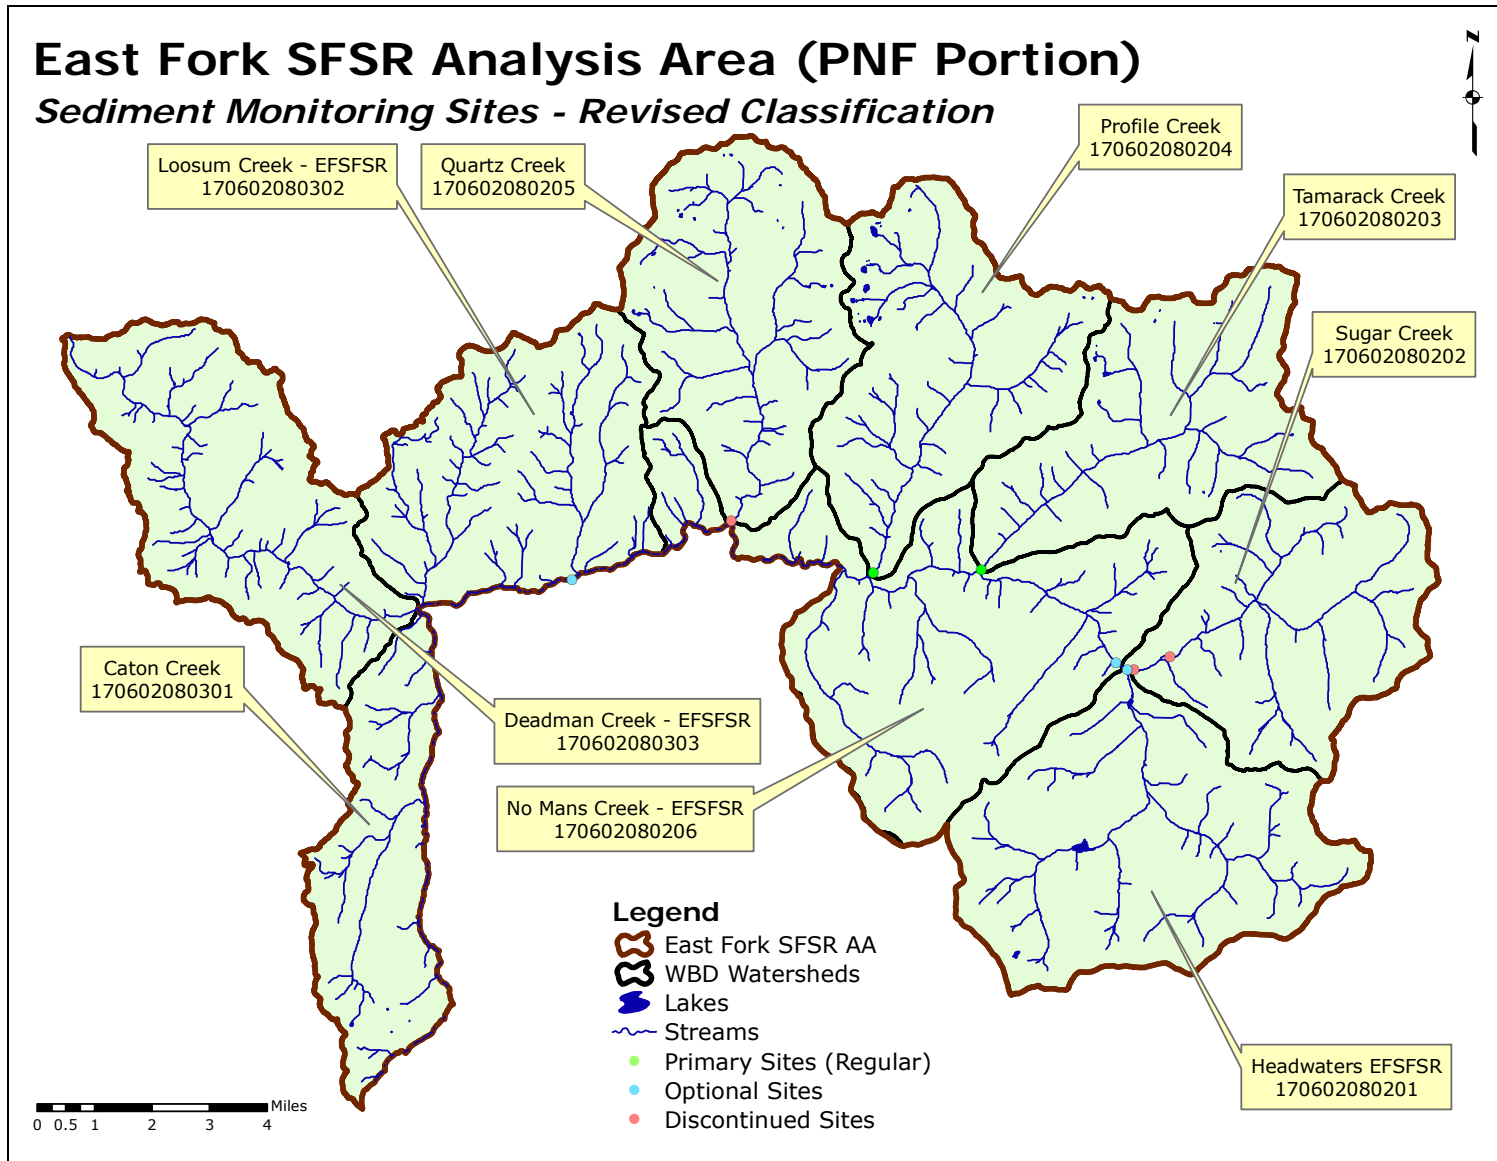 East Fork SFSR Analysis Area (PNF Portion)
Sediment Monitoring Sites - Revised Classification
N
Profile Creek
170602080204
Loosum Creek - EFSFSR
170602080302
Quartz Creek
170602080205
Tamarack Creek
170602080203
Sugar Creek
170602080202
Caton Creek
170602080301
Deadman Creek - EFSFSR
170602080303
No Mans Creek - EFSFSR
170602080206
Headwaters EFSFSR
170602080201
Legend
East Fork SFSR AA
WBD Watersheds
Lakes
Streams
Primary Sites (Regular)
Optional Sites
Discontinued Sites
Miles
0 0.5 1 2 3 4